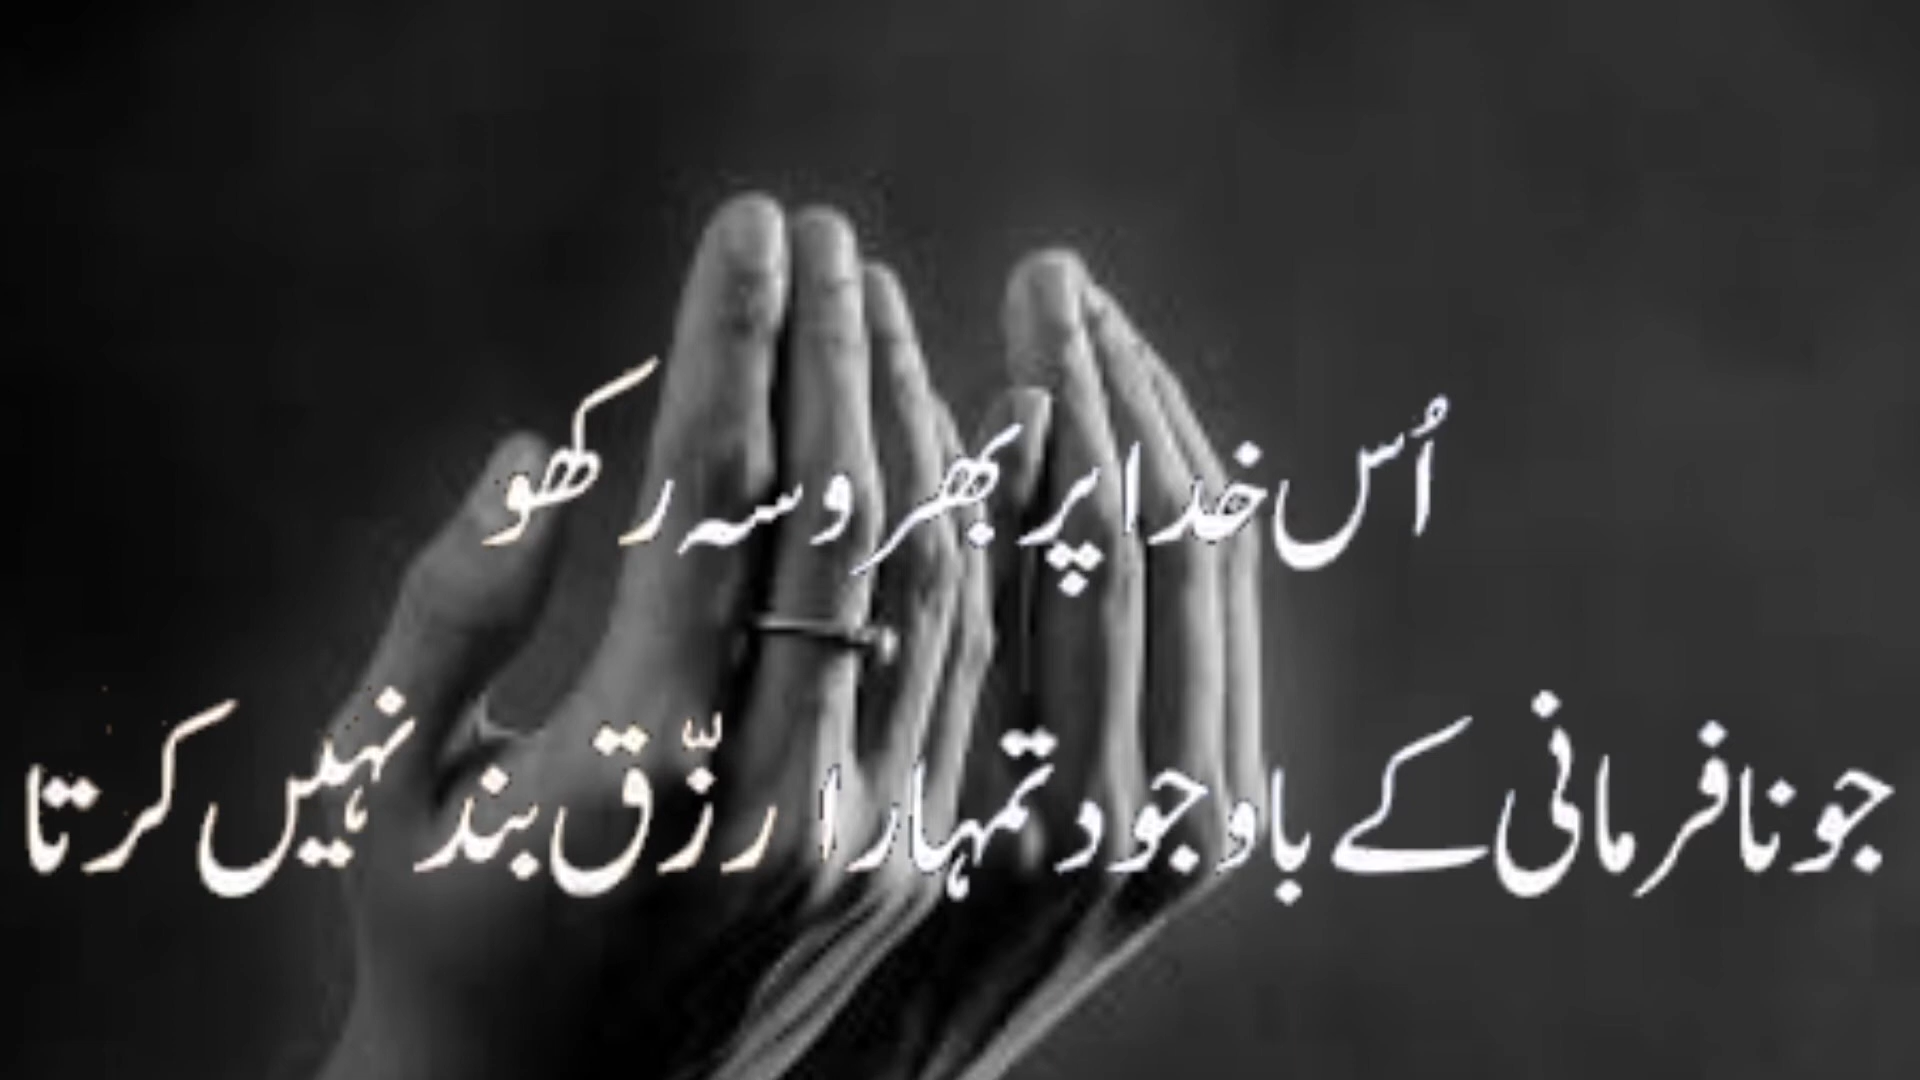 اُس خدا پر بھروسہ رکھو
جو نافرمانی کے باوجود تمہارا رزّق بند نہیں کرتا